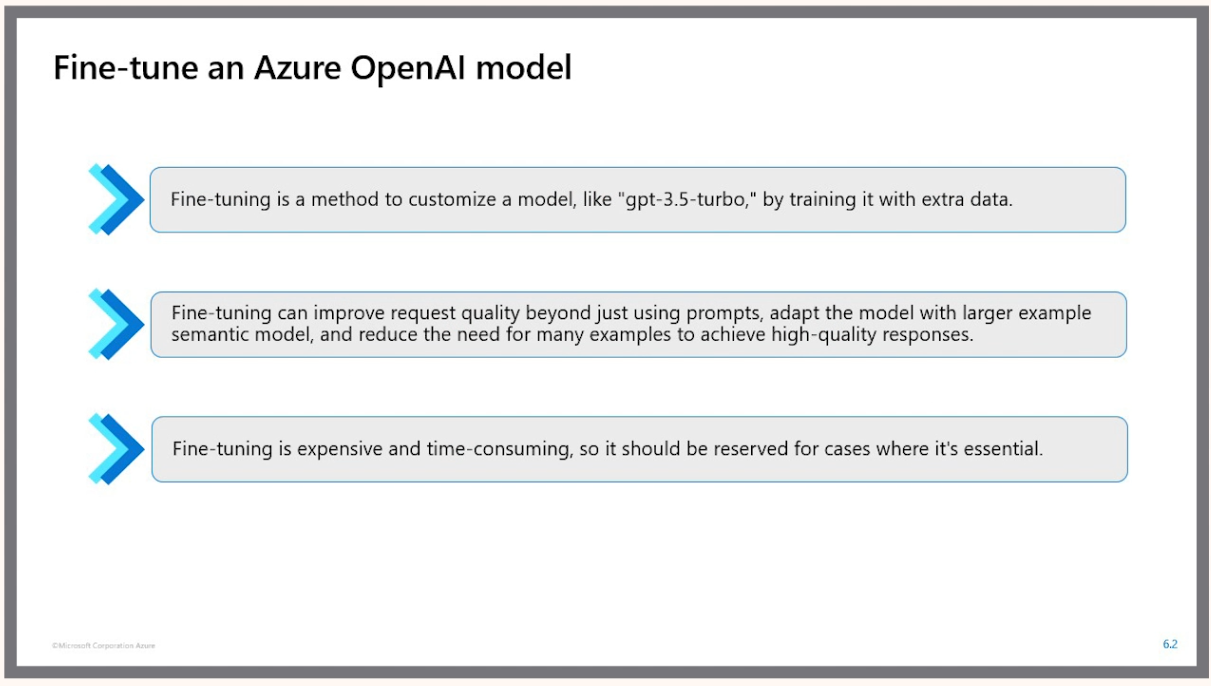 Fine-tune an Azure OpenAI model
Fine-tuning is a method to customize a model, like "gpt-3.5-turbo," by training it with extra data.
Fine-tuning can improve request quality beyond just using prompts, adapt the model with larger example
semantic model, and reduce the need for many examples to achieve high-quality responses.
Fine-tuning is expensive and time-consuming, so it should be reserved for cases where it's essential.
©Microsoft Corporation Azure
6.2